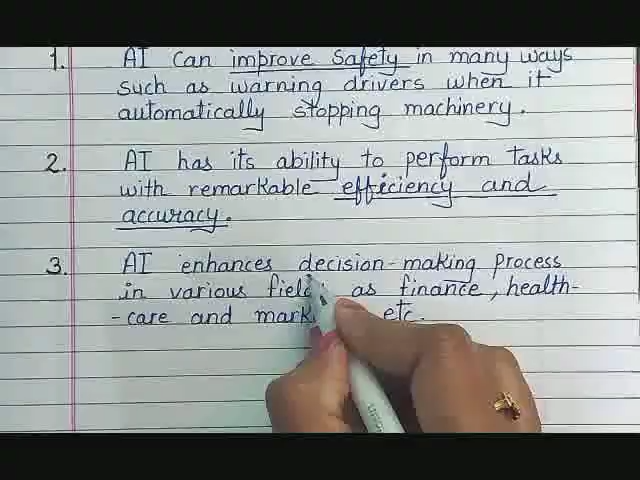 1. AI can improve safety in many ways
such as warning drivers when it
automatically stopping machinery.
2. AI has its ability to perform tasks
with remarkable efficiency and
accuracy.
3. AI enhances decision-making process
in various as finance, health-
-care and etc.